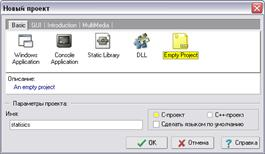 Новый проект
Basic GUI Introduction MultiMedia
Windows Application
Console Application
Static Library
DLL
Empty Project
Описание:
An empty project
Параметры проекта:
Имя:
statisics
С-проект
С++-проект
Сделать языком по умолчанию
OK
Отмена
Справка